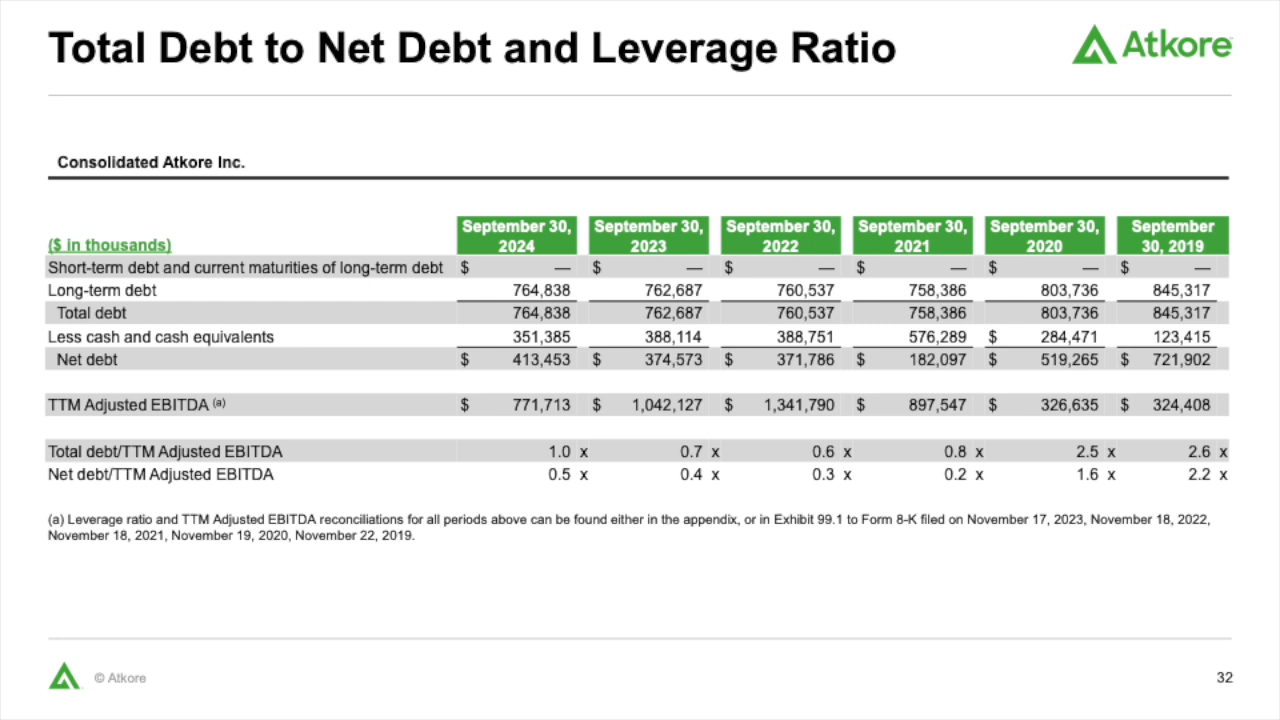 Total Debt to Net Debt and Leverage Ratio
Atkore
Consolidated Atkore Inc.
($ in thousands) September 30, 2024 September 30, 2023 September 30, 2022 September 30, 2021 September 30, 2020 September 30, 2019
Short-term debt and current maturities of long-term debt $ — $ — $ — $ — $ — $ —
Long-term debt 764,838 762,687 760,537 758,386 803,736 845,317
Total debt 764,838 762,687 760,537 758,386 803,736 845,317
Less cash and cash equivalents 351,385 388,114 388,751 576,289 $ 284,471 123,415
Net debt $ 413,453 $ 374,573 $ 371,786 $ 182,097 $ 519,265 $ 721,902
TTM Adjusted EBITDA (a) $ 771,713 $ 1,042,127 $ 1,341,790 $ 897,547 $ 326,635 $ 324,408
Total debt/TTM Adjusted EBITDA 1.0 x 0.7 x 0.6 x 0.8 x 2.5 x 2.6 x
Net debt/TTM Adjusted EBITDA 0.5 x 0.4 x 0.3 x 0.2 x 1.6 x 2.2 x
(a) Leverage ratio and TTM Adjusted EBITDA reconciliations for all periods above can be found either in the appendix, or in Exhibit 99.1 to Form 8-K filed on November 17, 2023, November 18, 2022,
November 18, 2021, November 19, 2020, November 22, 2019.
© Atkore
32